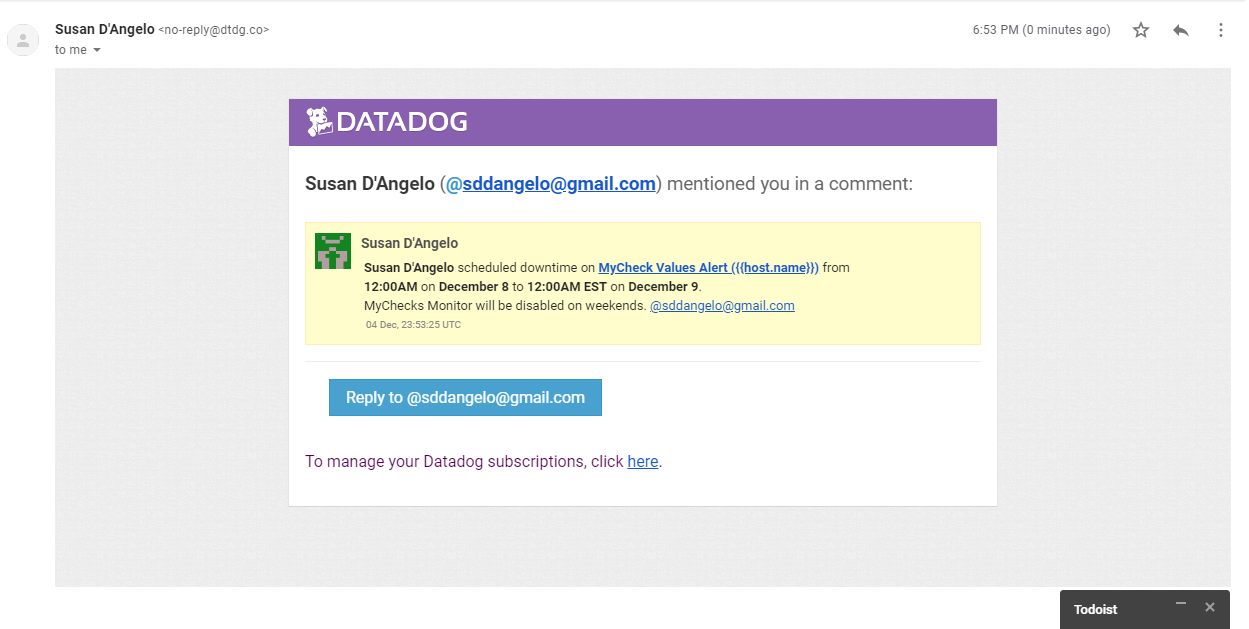 Susan D'Angelo <no-reply@dtdg.co>
6:53 PM (0 minutes ago)
to me
DATADOG
Susan D'Angelo (@sddangelo@gmail.com) mentioned you in a comment:
Susan D'Angelo
Susan D'Angelo scheduled downtime on MyCheck Values Alert ({{host.name}}) from
12:00AM on December 8 to 12:00AM EST on December 9.
MyChecks Monitor will be disabled on weekends. @sddangelo@gmail.com
04 Dec, 23:53:25 UTC
Reply to @sddangelo@gmail.com
To manage your Datadog subscriptions, click here.
Todoist